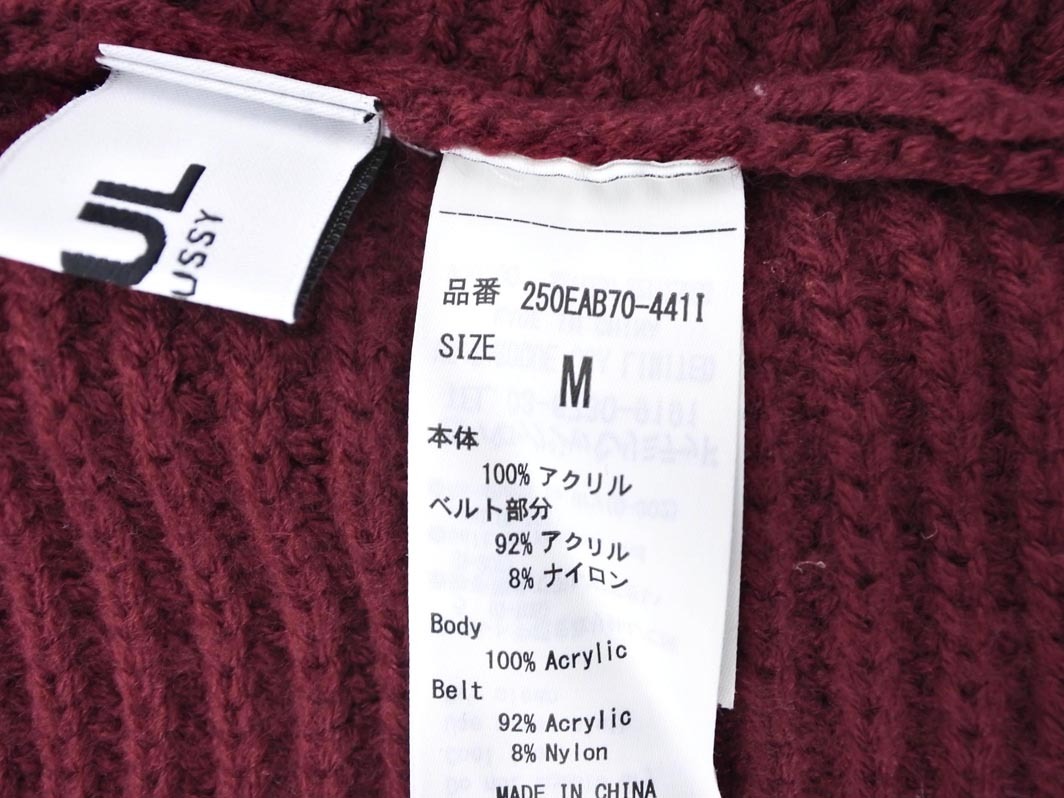 UL
USSY
品番 250EAB70-441I
SIZE
M
本体
100% アクリル
ベルト部分
92% アクリル
8% ナイロン
Body
100% Acrylic
Belt
92% Acrylic
8% Nylon
MADE IN CHINA